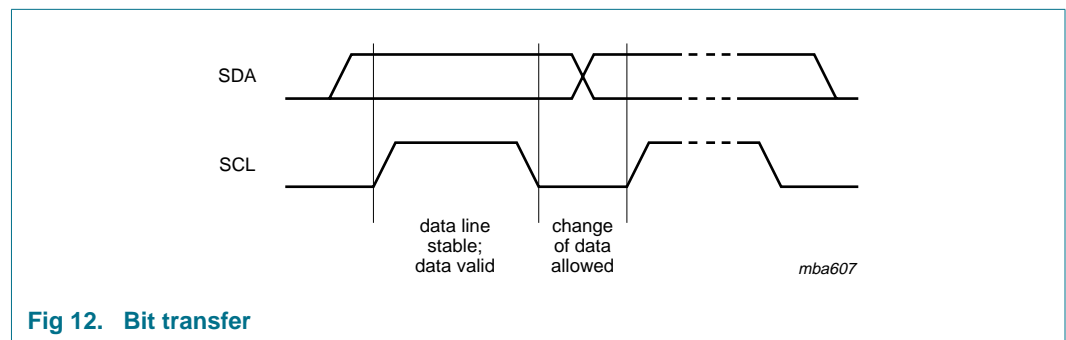 SDA
SCL
data line
stable;
data valid
change
of data
allowed
mba607
Fig 12. Bit transfer